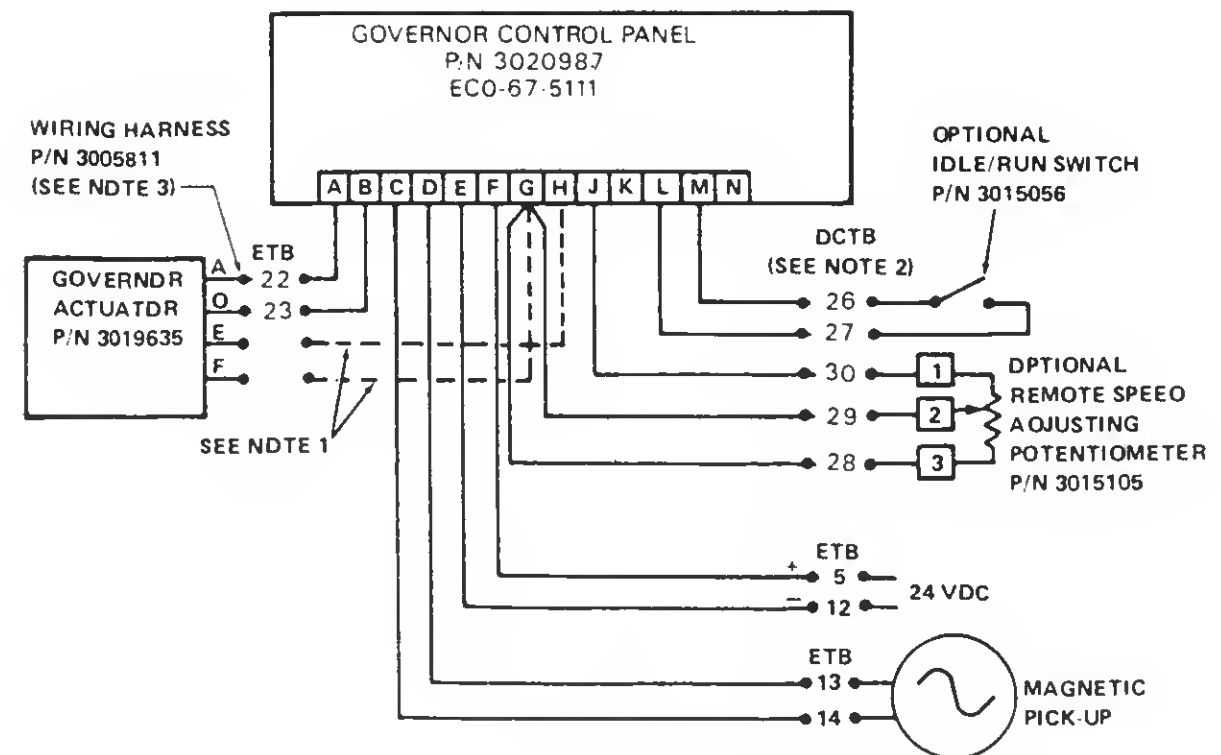 GOVERNOR CONTROL PANEL
P/N 3020987
ECO-67-5111
A B C D E F G H J K L M N
WIRING HARNESS
P/N 3005811
(SEE NDTE 3)
ETB
GOVERNDR
ACTUATDR
P/N 3019635
A 22
O 23
E
F
SEE NDTE 1
OPTIONAL
IDLE/RUN SWITCH
P/N 3015056
DCTB
(SEE NOTE 2)
26
27
30 1
29 2
28 3
DPTIONAL
REMOTE SPEEO
AOJUSTING
POTENTIOMETER
P/N 3015105
ETB
+ 5
− 12
24 VDC
ETB
13
14
MAGNETIC
PICK-UP